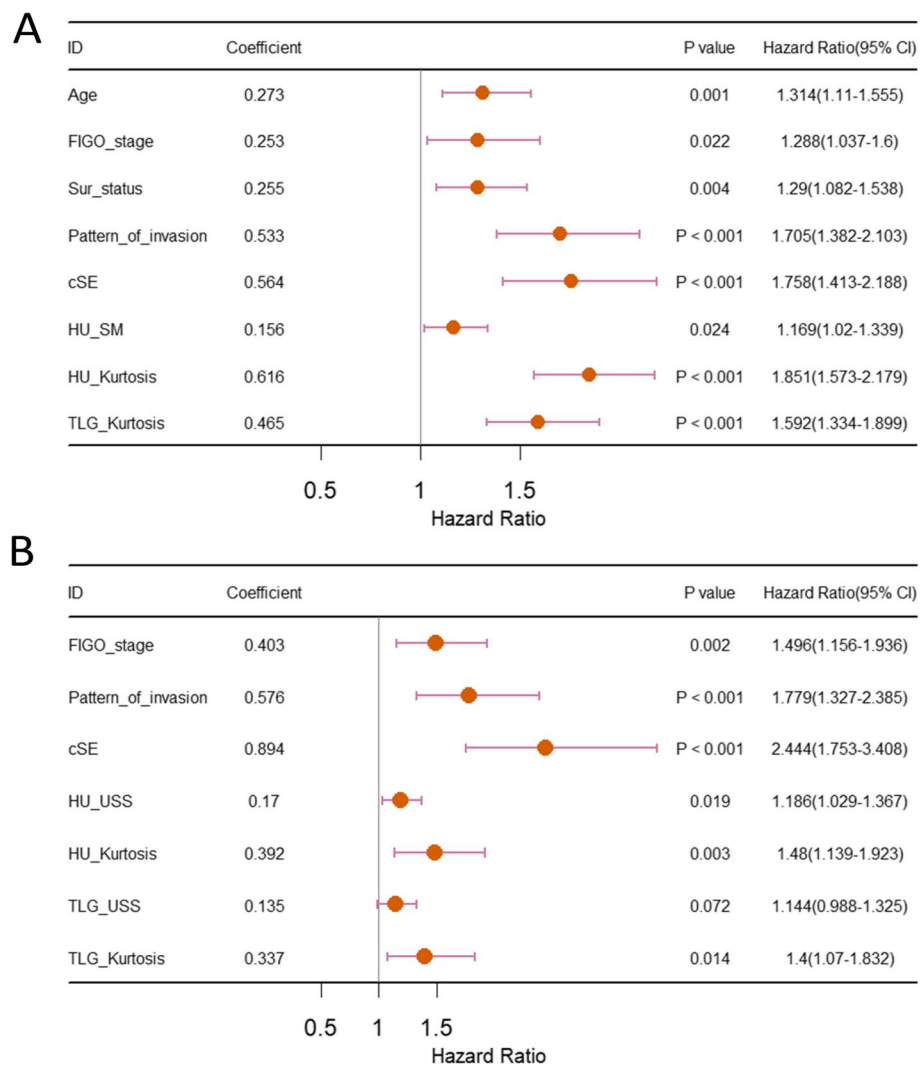 A
ID Coefficient P value Hazard Ratio(95% CI)
Age 0.273 0.001 1.314(1.11-1.555)
FIGO_stage 0.253 0.022 1.288(1.037-1.6)
Sur_status 0.255 0.004 1.29(1.082-1.538)
Pattern_of_invasion 0.533 P < 0.001 1.705(1.382-2.103)
cSE 0.564 P < 0.001 1.758(1.413-2.188)
HU_SM 0.156 0.024 1.169(1.02-1.339)
HU_Kurtosis 0.616 P < 0.001 1.851(1.573-2.179)
TLG_Kurtosis 0.465 P < 0.001 1.592(1.334-1.899)
0.5 1 1.5
Hazard Ratio
B
ID Coefficient P value Hazard Ratio(95% CI)
FIGO_stage 0.403 0.002 1.496(1.156-1.936)
Pattern_of_invasion 0.576 P < 0.001 1.779(1.327-2.385)
cSE 0.894 P < 0.001 2.444(1.753-3.408)
HU_USS 0.17 0.019 1.186(1.029-1.367)
HU_Kurtosis 0.392 0.003 1.48(1.139-1.923)
TLG_USS 0.135 0.072 1.144(0.988-1.325)
TLG_Kurtosis 0.337 0.014 1.4(1.07-1.832)
0.5 1 1.5
Hazard Ratio